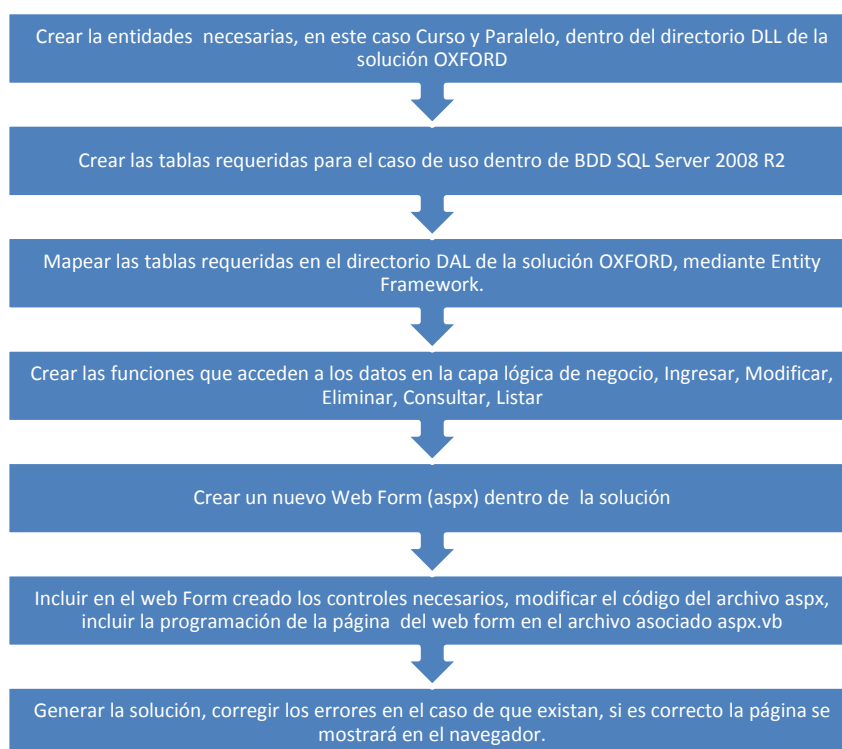 Crear la entidades necesarias, en este caso Curso y Paralelo, dentro del directorio DLL de la
solución OXFORD
Crear las tablas requeridas para el caso de uso dentro de BDD SQL Server 2008 R2
Mapear las tablas requeridas en el directorio DAL de la solución OXFORD, mediante Entity
Framework.
Crear las funciones que acceden a los datos en la capa lógica de negocio, Ingresar, Modificar,
Eliminar, Consultar, Listar
Crear un nuevo Web Form (aspx) dentro de la solución
Incluir en el web Form creado los controles necesarios, modificar el código del archivo aspx,
incluir la programación de la página del web form en el archivo asociado aspx.vb
Generar la solución, corregir los errores en el caso de que existan, si es correcto la página se
mostrará en el navegador.